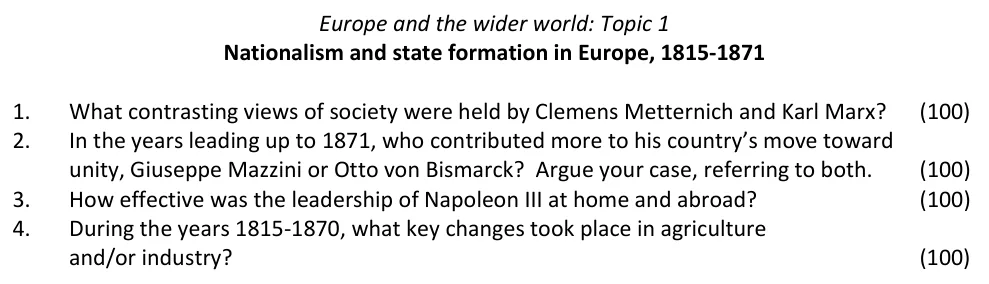 Europe and the wider world: Topic 1
Nationalism and state formation in Europe, 1815-1871
1. What contrasting views of society were held by Clemens Metternich and Karl Marx? (100)
2. In the years leading up to 1871, who contributed more to his country’s move toward
unity, Giuseppe Mazzini or Otto von Bismarck? Argue your case, referring to both. (100)
3. How effective was the leadership of Napoleon III at home and abroad? (100)
4. During the years 1815-1870, what key changes took place in agriculture
and/or industry? (100)